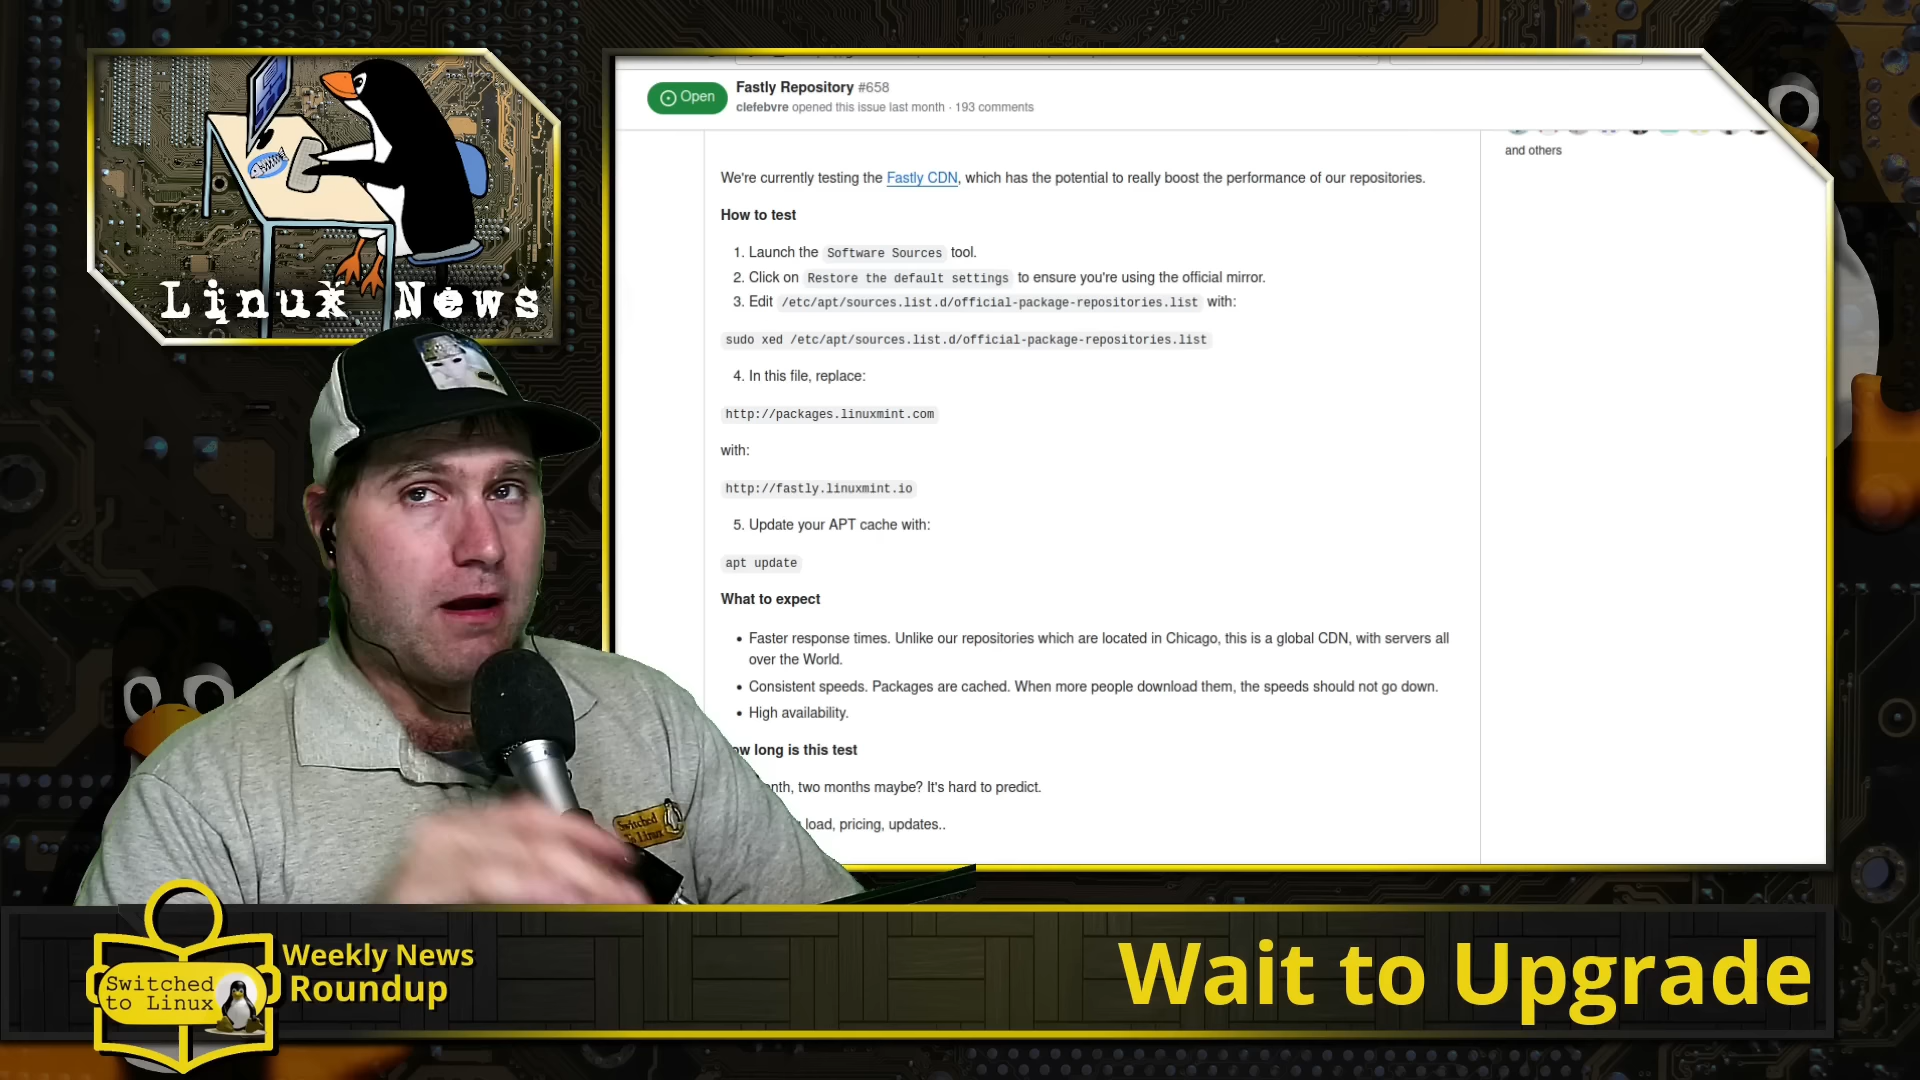 Linux News
Open
Fastly Repository #658
clefebvre opened this issue last month · 193 comments
and others
We're currently testing the Fastly CDN, which has the potential to really boost the performance of our repositories.
How to test
1. Launch the Software Sources tool.
2. Click on Restore the default settings to ensure you're using the official mirror.
3. Edit /etc/apt/sources.list.d/official-package-repositories.list with:
sudo xed /etc/apt/sources.list.d/official-package-repositories.list
4. In this file, replace:
http://packages.linuxmint.com
with:
http://fastly.linuxmint.io
5. Update your APT cache with:
apt update
What to expect
• Faster response times. Unlike our repositories which are located in Chicago, this is a global CDN, with servers all
over the World.
• Consistent speeds. Packages are cached. When more people download them, the speeds should not go down.
• High availability.
long is this test
two months maybe? It's hard to predict.
load, pricing, updates..
Switched
To Linux
Switched
to Linux
Weekly News
Roundup
Wait to Upgrade